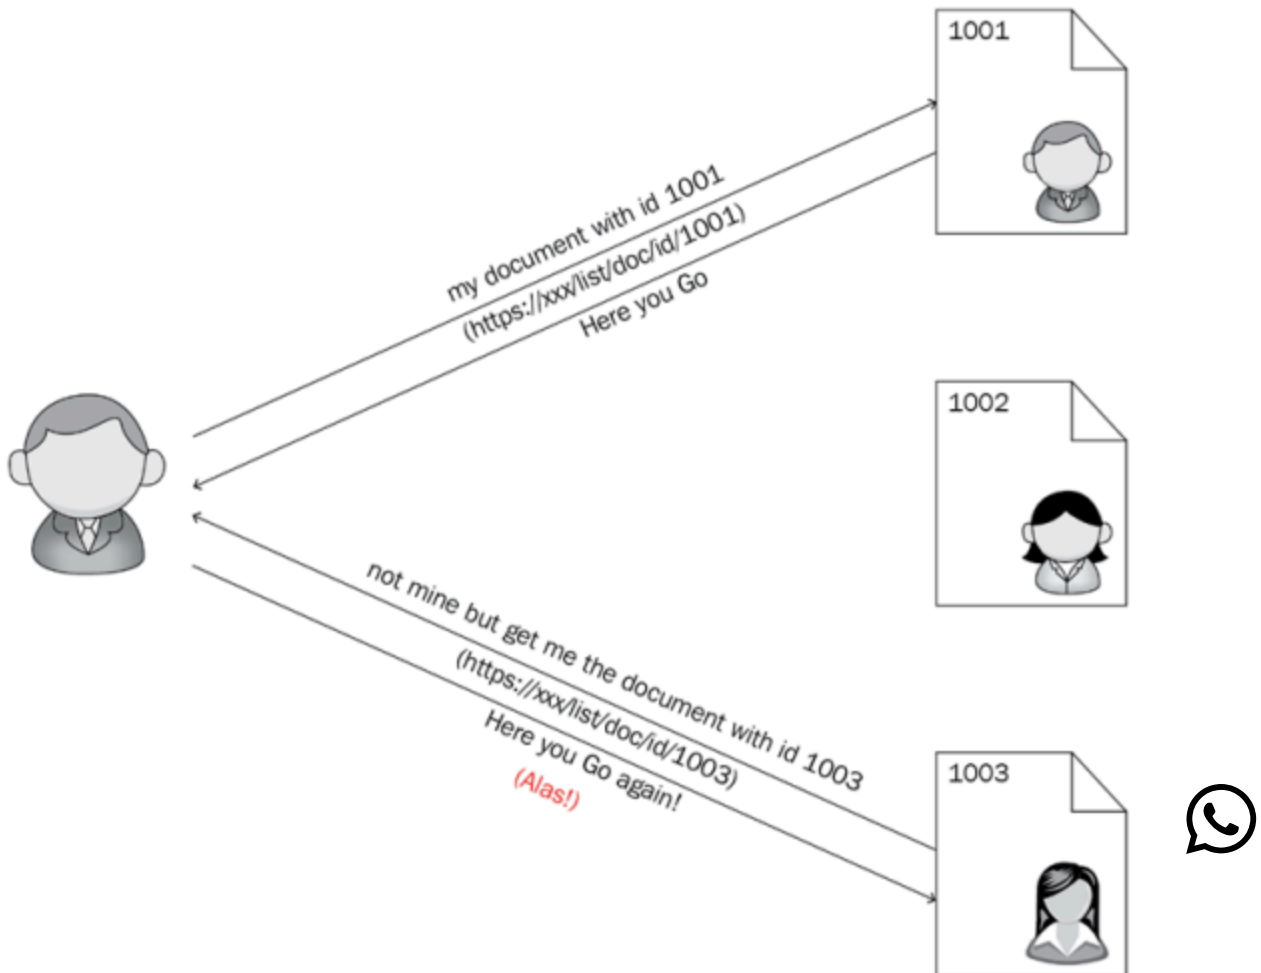 1001
my document with id 1001
(https://xxx/list/doc/id/1001)
Here you Go
1002
not mine but get me the document with id 1003
(https://xxx/list/doc/id/1003)
Here you Go again!
(Alas!)
1003